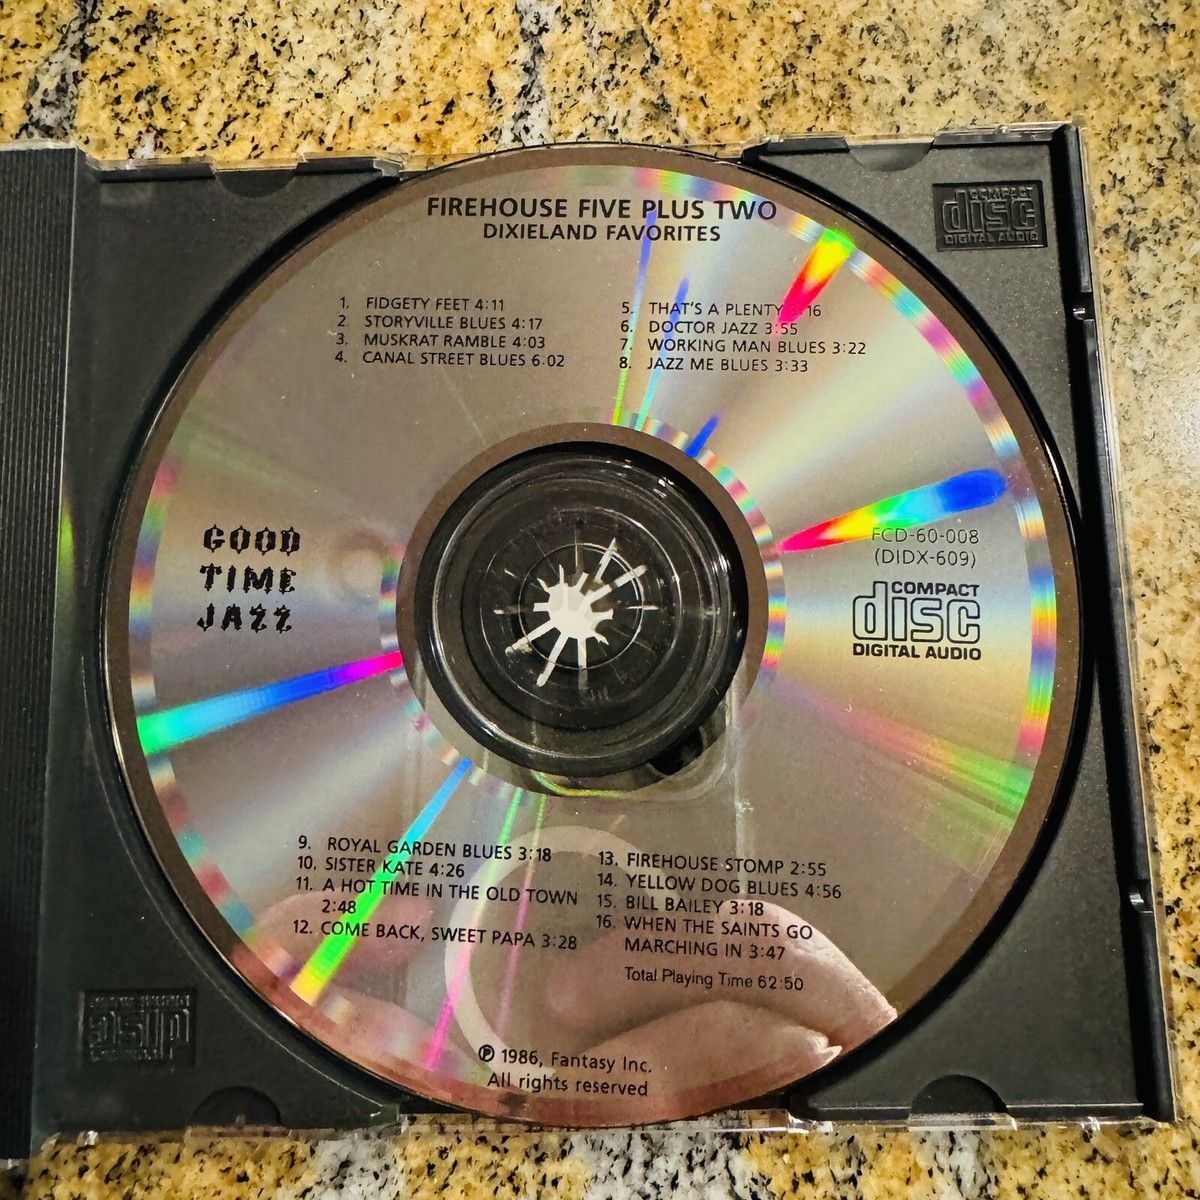 FIREHOUSE FIVE PLUS TWO
DIXIELAND FAVORITES
COMPACT
disc
DIGITAL AUDIO
1. FIDGETY FEET 4:11
2. STORYVILLE BLUES 4:17
3. MUSKRAT RAMBLE 4:03
4. CANAL STREET BLUES 6:02
5. THAT'S A PLENTY :16
6. DOCTOR JAZZ 3:55
7. WORKING MAN BLUES 3:22
8. JAZZ ME BLUES 3:33
GOOD
TIME
JAZZ
FCD-60-008
(DIDX-609)
COMPACT
disc
DIGITAL AUDIO
9. ROYAL GARDEN BLUES 3:18
10. SISTER KATE 4:26
11. A HOT TIME IN THE OLD TOWN
2:48
12. COME BACK, SWEET PAPA 3:28
13. FIREHOUSE STOMP 2:55
14. YELLOW DOG BLUES 4:56
15. BILL BAILEY 3:18
16. WHEN THE SAINTS GO
MARCHING IN 3:47
Total Playing Time 62:50
℗ 1986, Fantasy Inc.
All rights reserved